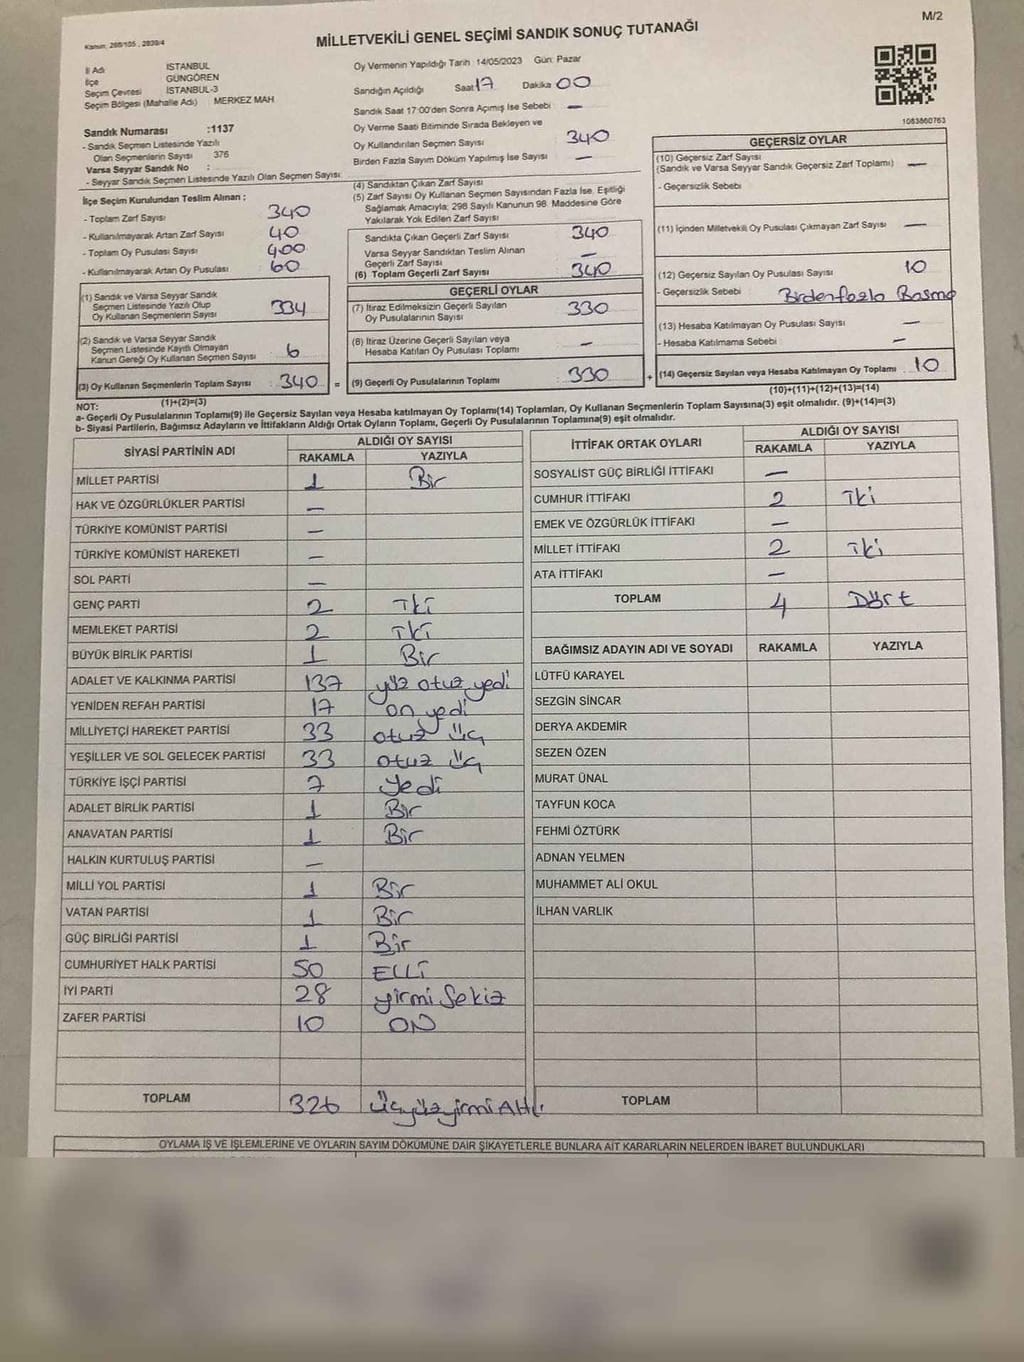 M/2
Kanun: 298/105 , 2839/4
MİLLETVEKİLİ GENEL SEÇİMİ SANDIK SONUÇ TUTANAĞI
İl Adı İSTANBUL
İlçe GÜNGÖREN
Seçim Çevresi İSTANBUL-3
Seçim Bölgesi (Mahalle Adı) MERKEZ MAH
Sandık Numarası :1137
- Sandık Seçmen Listesinde Yazılı
Olan Seçmenlerin Sayısı 376
Varsa Seyyar Sandık No :
- Seyyar Sandık Seçmen Listesinde Yazılı Olan Seçmen Sayısı:
Oy Vermenin Yapıldığı Tarih :14/05/2023 Gün: Pazar
Sandığın Açıldığı Saat 17 Dakika 00
Sandık Saat 17:00'den Sonra Açımış İse Sebebi —
Oy Verme Saati Bitiminde Sırada Bekleyen ve
Oy Kullandırılan Seçmen Sayısı 340
Birden Fazla Sayım Döküm Yapılmış İse Sayısı —
1083860763
İlçe Seçim Kurulundan Teslim Alınan :
- Toplam Zarf Sayısı 340
- Kullanılmayarak Artan Zarf Sayısı 40
- Toplam Oy Pusulası Sayısı 400
- Kullanılmayarak Artan Oy Pusulası 60
(4) Sandıktan Çıkan Zarf Sayısı
(5) Zarf Sayısı Oy Kullanan Seçmen Sayısından Fazla İse, Eşitliği
Sağlamak Amacıyla; 298 Sayılı Kanunun 98. Maddesine Göre
Yakılarak Yok Edilen Zarf Sayısı
Sandıkta Çıkan Geçerli Zarf Sayısı 340
Varsa Seyyar Sandıktan Teslim Alınan
Geçerli Zarf Sayısı —
(6) Toplam Geçerli Zarf Sayısı 340
GEÇERSİZ OYLAR
(10) Geçersiz Zarf Sayısı
(Sandık ve Varsa Seyyar Sandık Geçersiz Zarf Toplamı) —
- Geçersizlik Sebebi
(11) İçinden Milletvekili Oy Pusulası Çıkmayan Zarf Sayısı —
(12) Geçersiz Sayılan Oy Pusulası Sayısı 10
- Geçersizlik Sebebi Birdenfazla Basma
(13) Hesaba Katılmayan Oy Pusulası Sayısı —
- Hesaba Katılmama Sebebi —
(14) Geçersiz Sayılan veya Hesaba Katılmayan Oy Toplamı 10
(10)+(11)+(12)+(13)=(14)
(1) Sandık ve Varsa Seyyar Sandık
Seçmen Listesinde Yazılı Olup
Oy Kullanan Seçmenlerin Sayısı 334
(2) Sandık ve Varsa Seyyar Sandık
Seçmen Listesinde Kayıtlı Olmayan
Kanun Gereği Oy Kullanan Seçmen Sayısı 6
(3) Oy Kullanan Seçmenlerin Toplam Sayısı : 340 =
(1)+(2)=(3)
GEÇERLİ OYLAR
(7) İtiraz Edilmeksizin Geçerli Sayılan
Oy Pusulalarının Sayısı 330
(8) İtiraz Üzerine Geçerli Sayılan veya
Hesaba Katılan Oy Pusulası Toplamı —
(9) Geçerli Oy Pusulalarının Toplamı : 330 +
NOT:
a- Geçerli Oy Pusulalarının Toplamı(9) ile Geçersiz Sayılan veya Hesaba katılmayan Oy Toplamı(14) Toplamları, Oy Kullanan Seçmenlerin Toplam Sayısına(3) eşit olmalıdır. (9)+(14)=(3)
b- Siyasi Partilerin, Bağımsız Adayların ve İttifakların Aldığı Ortak Oyların Toplamı, Geçerli Oy Pusulalarının Toplamına(9) eşit olmalıdır.
SİYASİ PARTİNİN ADI ALDIĞI OY SAYISI
RAKAMLA YAZIYLA
MİLLET PARTİSİ 1 Bir
HAK VE ÖZGÜRLÜKLER PARTİSİ —
TÜRKİYE KOMÜNİST PARTİSİ —
TÜRKİYE KOMÜNİST HAREKETİ —
SOL PARTİ —
GENÇ PARTİ 2 İki
MEMLEKET PARTİSİ 2 İki
BÜYÜK BİRLİK PARTİSİ 1 Bir
ADALET VE KALKINMA PARTİSİ 137 yüz otuz yedi
YENİDEN REFAH PARTİSİ 17 on yedi
MİLLİYETÇİ HAREKET PARTİSİ 33 otuz üç
YEŞİLLER VE SOL GELECEK PARTİSİ 33 otuz üç
TÜRKİYE İŞÇİ PARTİSİ 7 Yedi
ADALET BİRLİK PARTİSİ 1 Bir
ANAVATAN PARTİSİ 1 Bir
HALKIN KURTULUŞ PARTİSİ —
MİLLİ YOL PARTİSİ 1 Bir
VATAN PARTİSİ 1 Bir
GÜÇ BİRLİĞİ PARTİSİ 1 Bir
CUMHURİYET HALK PARTİSİ 50 ELLİ
İYİ PARTİ 28 yirmi Sekiz
ZAFER PARTİSİ 10 ON
TOPLAM 326 üçyüzyirmi Altı
İTTİFAK ORTAK OYLARI ALDIĞI OY SAYISI
RAKAMLA YAZIYLA
SOSYALİST GÜÇ BİRLİĞİ İTTİFAKI —
CUMHUR İTTİFAKI 2 İki
EMEK VE ÖZGÜRLÜK İTTİFAKI —
MİLLET İTTİFAKI 2 İki
ATA İTTİFAKI —
TOPLAM 4 Dört
BAĞIMSIZ ADAYIN ADI VE SOYADI RAKAMLA YAZIYLA
LÜTFÜ KARAYEL
SEZGİN SİNCAR
DERYA AKDEMİR
SEZEN ÖZEN
MURAT ÜNAL
TAYFUN KOCA
FEHMİ ÖZTÜRK
ADNAN YELMEN
MUHAMMET ALİ OKUL
İLHAN VARLIK
TOPLAM
OYLAMA İŞ VE İŞLEMLERİNE VE OYLARIN SAYIM DÖKÜMÜNE DAİR ŞİKAYETLERLE BUNLARA AİT KARARLARIN NELERDEN İBARET BULUNDUKLARI